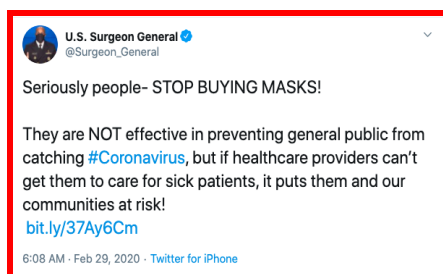 U.S. Surgeon General
@Surgeon_General
Seriously people- STOP BUYING MASKS!
They are NOT effective in preventing general public from
catching #Coronavirus, but if healthcare providers can't
get them to care for sick patients, it puts them and our
communities at risk!
bit.ly/37Ay6Cm
6:08 AM · Feb 29, 2020 · Twitter for iPhone